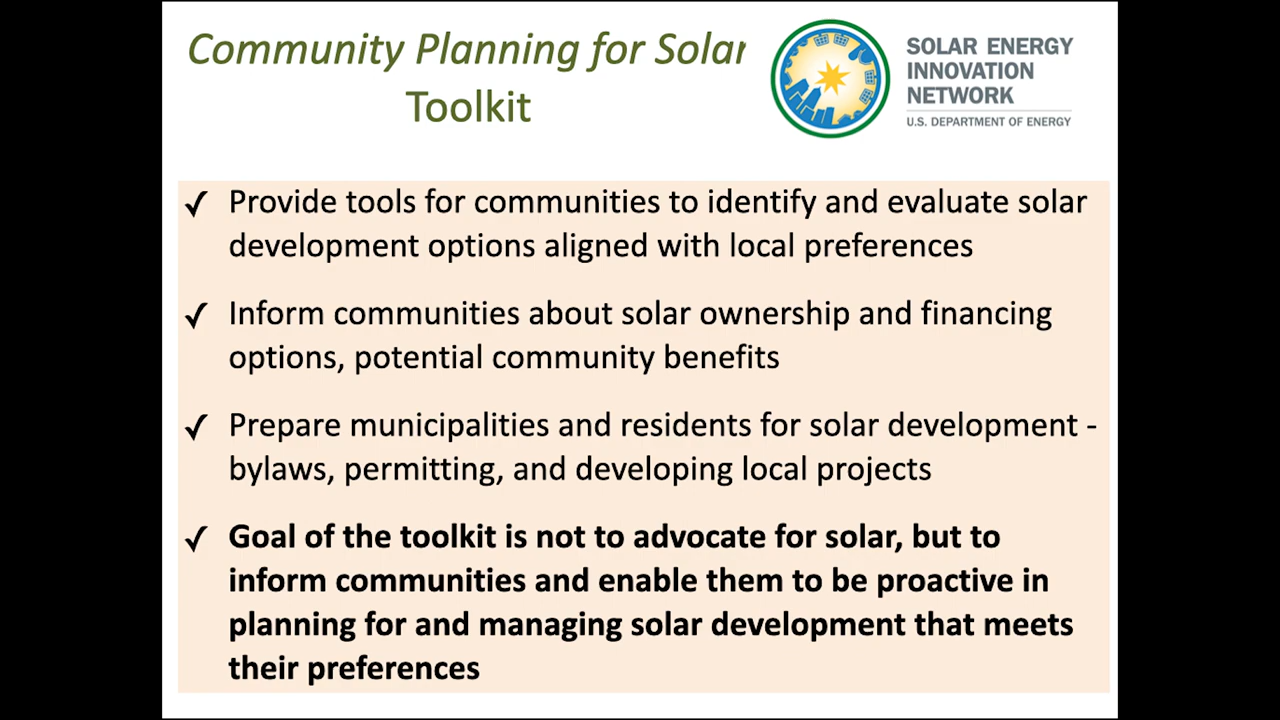 Community Planning for Solar
Toolkit
SOLAR ENERGY
INNOVATION
NETWORK
U.S. DEPARTMENT OF ENERGY
✓ Provide tools for communities to identify and evaluate solar
development options aligned with local preferences
✓ Inform communities about solar ownership and financing
options, potential community benefits
✓ Prepare municipalities and residents for solar development -
bylaws, permitting, and developing local projects
✓ Goal of the toolkit is not to advocate for solar, but to
inform communities and enable them to be proactive in
planning for and managing solar development that meets
their preferences